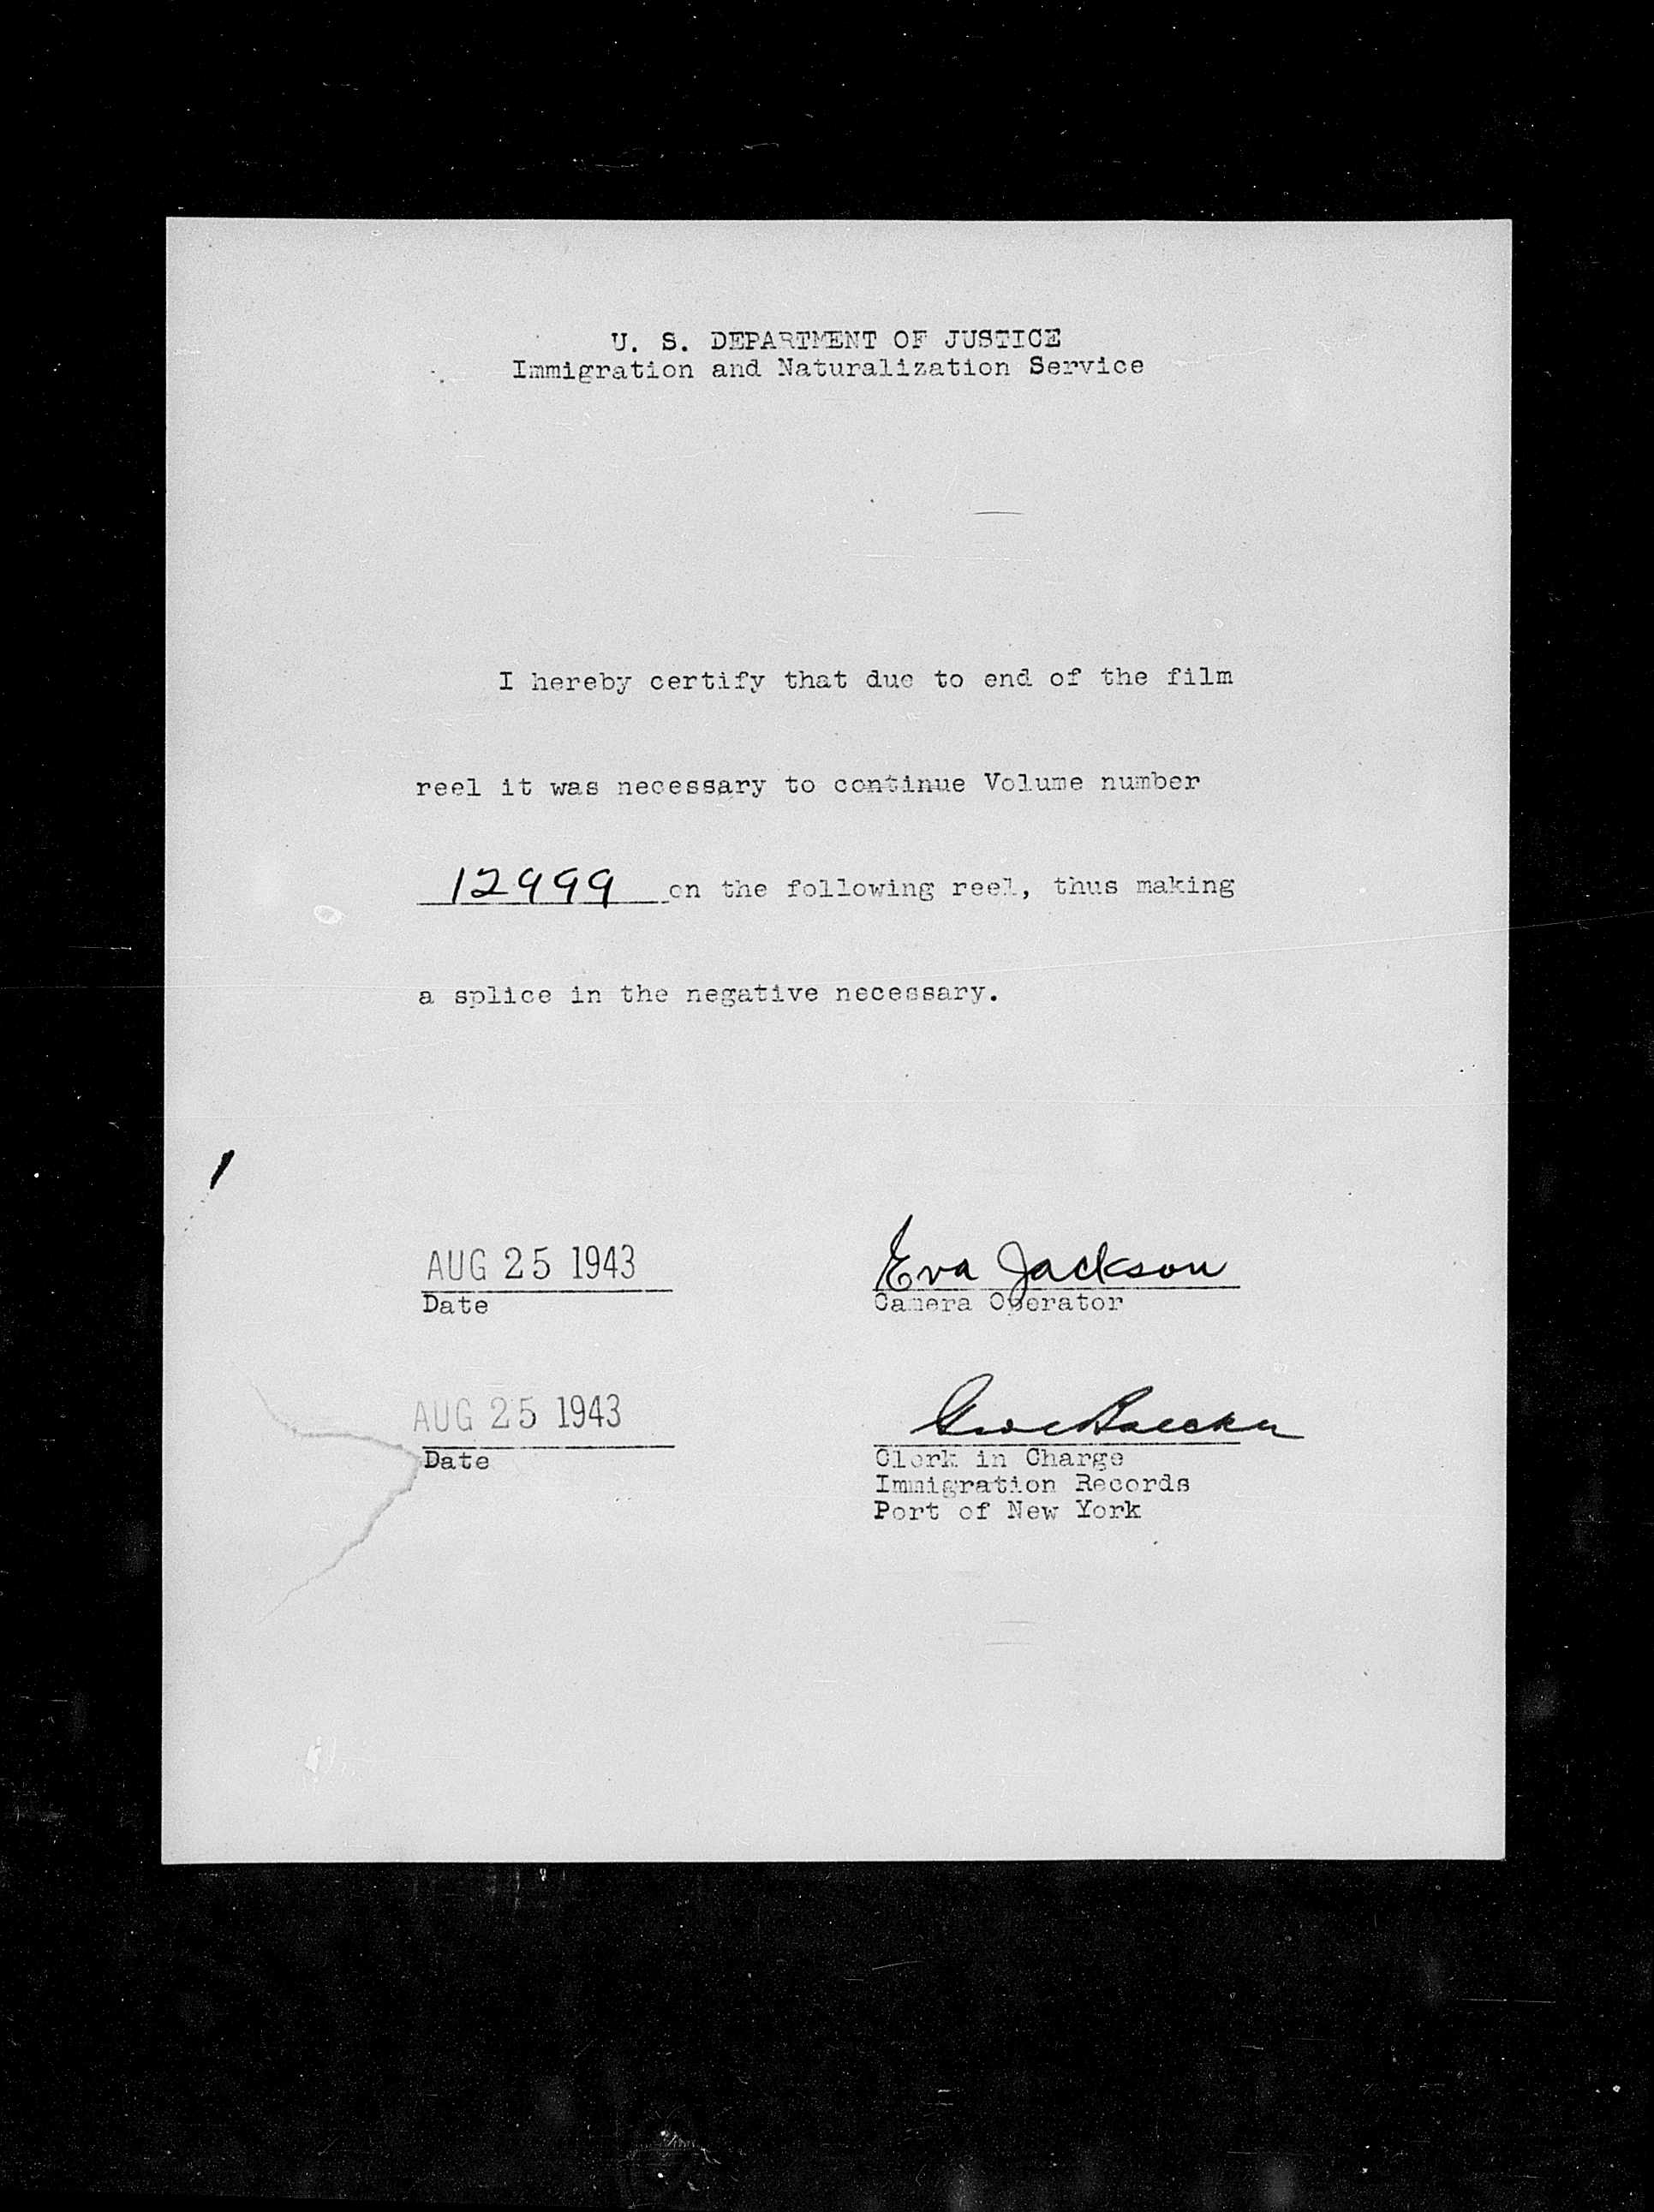 U. S. DEPARTMENT OF JUSTICE
Immigration and Naturalization Service
I hereby certify that due to end of the film
reel it was necessary to continue Volume number
12999 on the following reel, thus making
a splice in the negative necessary.
AUG 25 1943 Eva Jackson
Date Camera Operator
AUG 25 1943
Date Clerk in Charge
Immigration Records
Port of New York